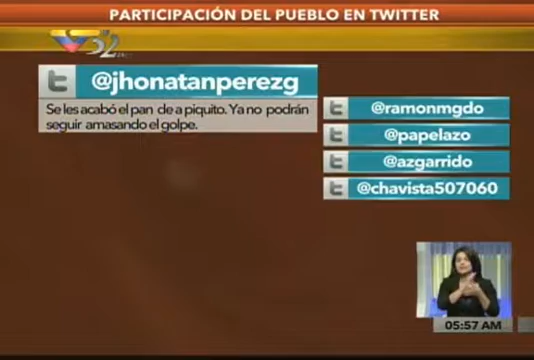 PARTICIPACIÓN DEL PUEBLO EN TWITTER
@jhonatanperezg
Se les acabó el pan de a piquito. Ya no podrán
seguir amasando el golpe.
@ramonmgdo
@papelazo
@azgarrido
@chavista507060
05:57 AM